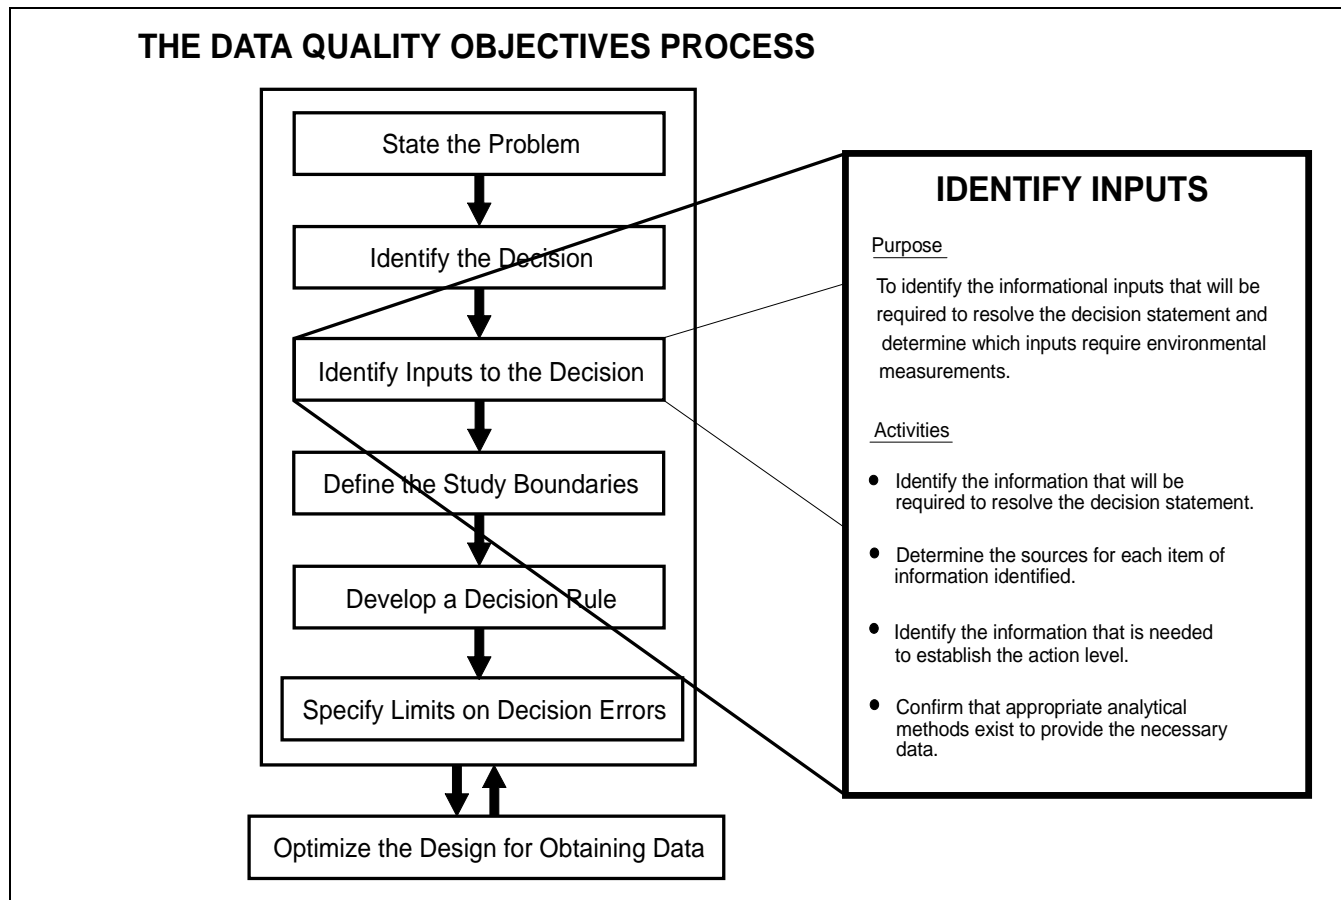 THE DATA QUALITY OBJECTIVES PROCESS
State the Problem
Identify the Decision
Identify Inputs to the Decision
Define the Study Boundaries
Develop a Decision Rule
Specify Limits on Decision Errors
Optimize the Design for Obtaining Data
IDENTIFY INPUTS
Purpose
To identify the informational inputs that will be
required to resolve the decision statement and
determine which inputs require environmental
measurements.
Activities
● Identify the information that will be
required to resolve the decision statement.
● Determine the sources for each item of
information identified.
● Identify the information that is needed
to establish the action level.
● Confirm that appropriate analytical
methods exist to provide the necessary
data.